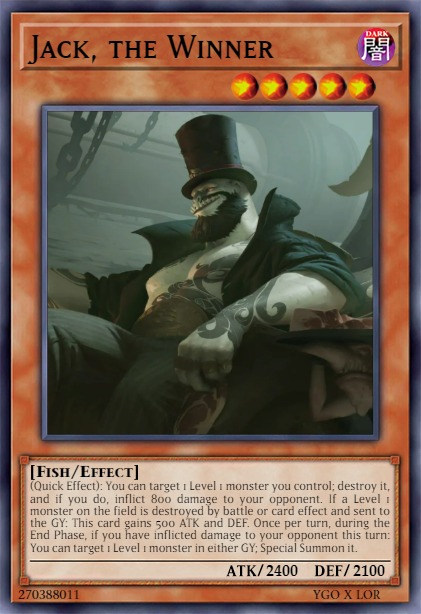 Jack, the Winner
DARK
闇
[Fish/Effect]
(Quick Effect): You can target 1 Level 1 monster you control; destroy it,
and if you do, inflict 800 damage to your opponent. If a Level 1
monster on the field is destroyed by battle or card effect and sent to
the GY: This card gains 500 ATK and DEF. Once per turn, during the
End Phase, if you have inflicted damage to your opponent this turn:
You can target 1 Level 1 monster in either GY; Special Summon it.
ATK/2400 DEF/2100
270388011 YGO X LOR